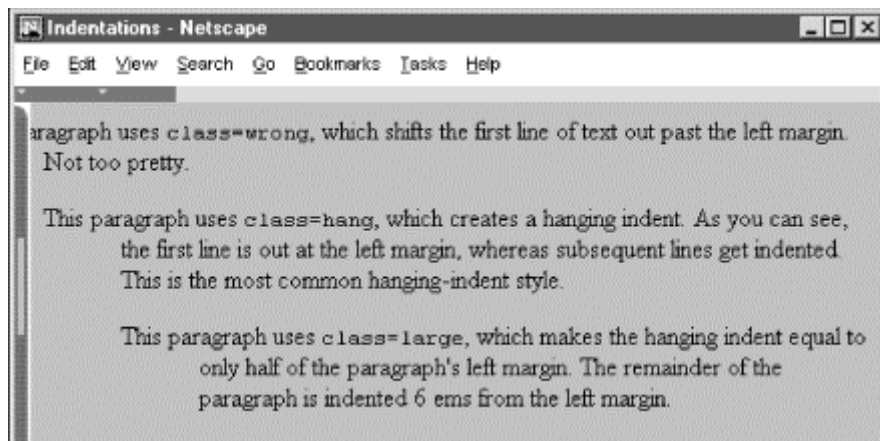 Indentations - Netscape
File Edit View Search Go Bookmarks Tasks Help
aragraph uses class=wrong, which shifts the first line of text out past the left margin.
Not too pretty.
This paragraph uses class=hang, which creates a hanging indent. As you can see,
the first line is out at the left margin, whereas subsequent lines get indented.
This is the most common hanging-indent style.
This paragraph uses class=large, which makes the hanging indent equal to
only half of the paragraph's left margin. The remainder of the
paragraph is indented 6 ems from the left margin.